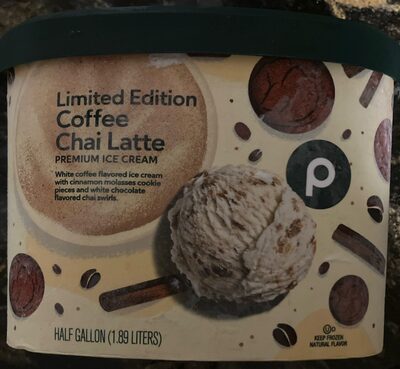 Limited Edition
Coffee
Chai Latte
PREMIUM ICE CREAM
White coffee flavored ice cream
with cinnamon molasses cookie
pieces and white chocolate
flavored chai swirls.
p
HALF GALLON (1.89 LITERS)
U D
KEEP FROZEN
NATURAL FLAVOR